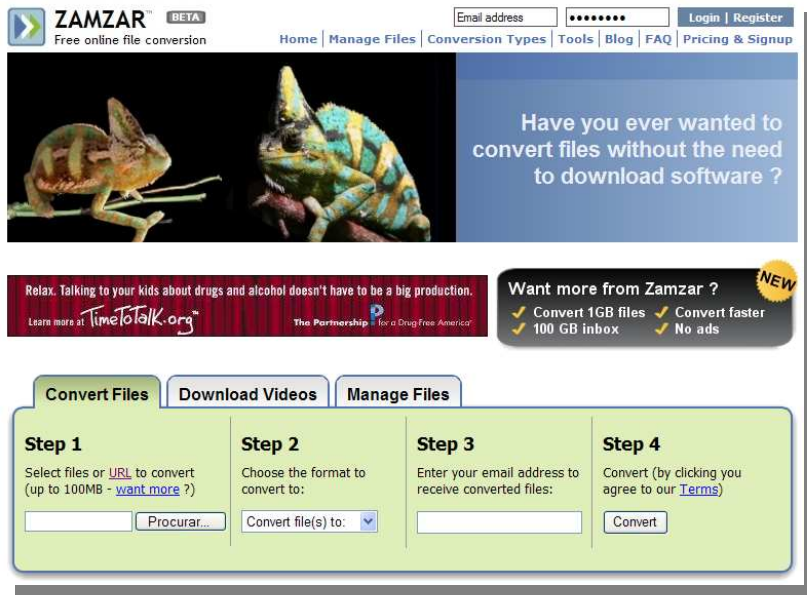 ZAMZAR™ BETA
Free online file conversion
Email address
••••••••
Login | Register
Home | Manage Files | Conversion Types | Tools | Blog | FAQ | Pricing & Signup
Have you ever wanted to
convert files without the need
to download software ?
Relax. Talking to your kids about drugs and alcohol doesn't have to be a big production.
Learn more at TimeToTalk.org™
The Partnership for a Drug-Free America®
Want more from Zamzar ?
NEW
✓ Convert 1GB files ✓ Convert faster
✓ 100 GB inbox ✓ No ads
Convert Files
Download Videos
Manage Files
Step 1
Select files or URL to convert
(up to 100MB - want more ?)
Procurar...
Step 2
Choose the format to
convert to:
Convert file(s) to:
Step 3
Enter your email address to
receive converted files:
Step 4
Convert (by clicking you
agree to our Terms)
Convert